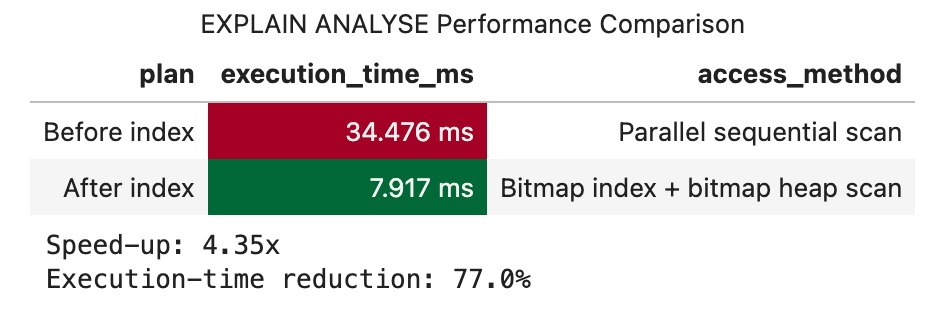 EXPLAIN ANALYSE Performance Comparison
plan execution_time_ms access_method
Before index 34.476 ms Parallel sequential scan
After index 7.917 ms Bitmap index + bitmap heap scan
Speed-up: 4.35x
Execution-time reduction: 77.0%